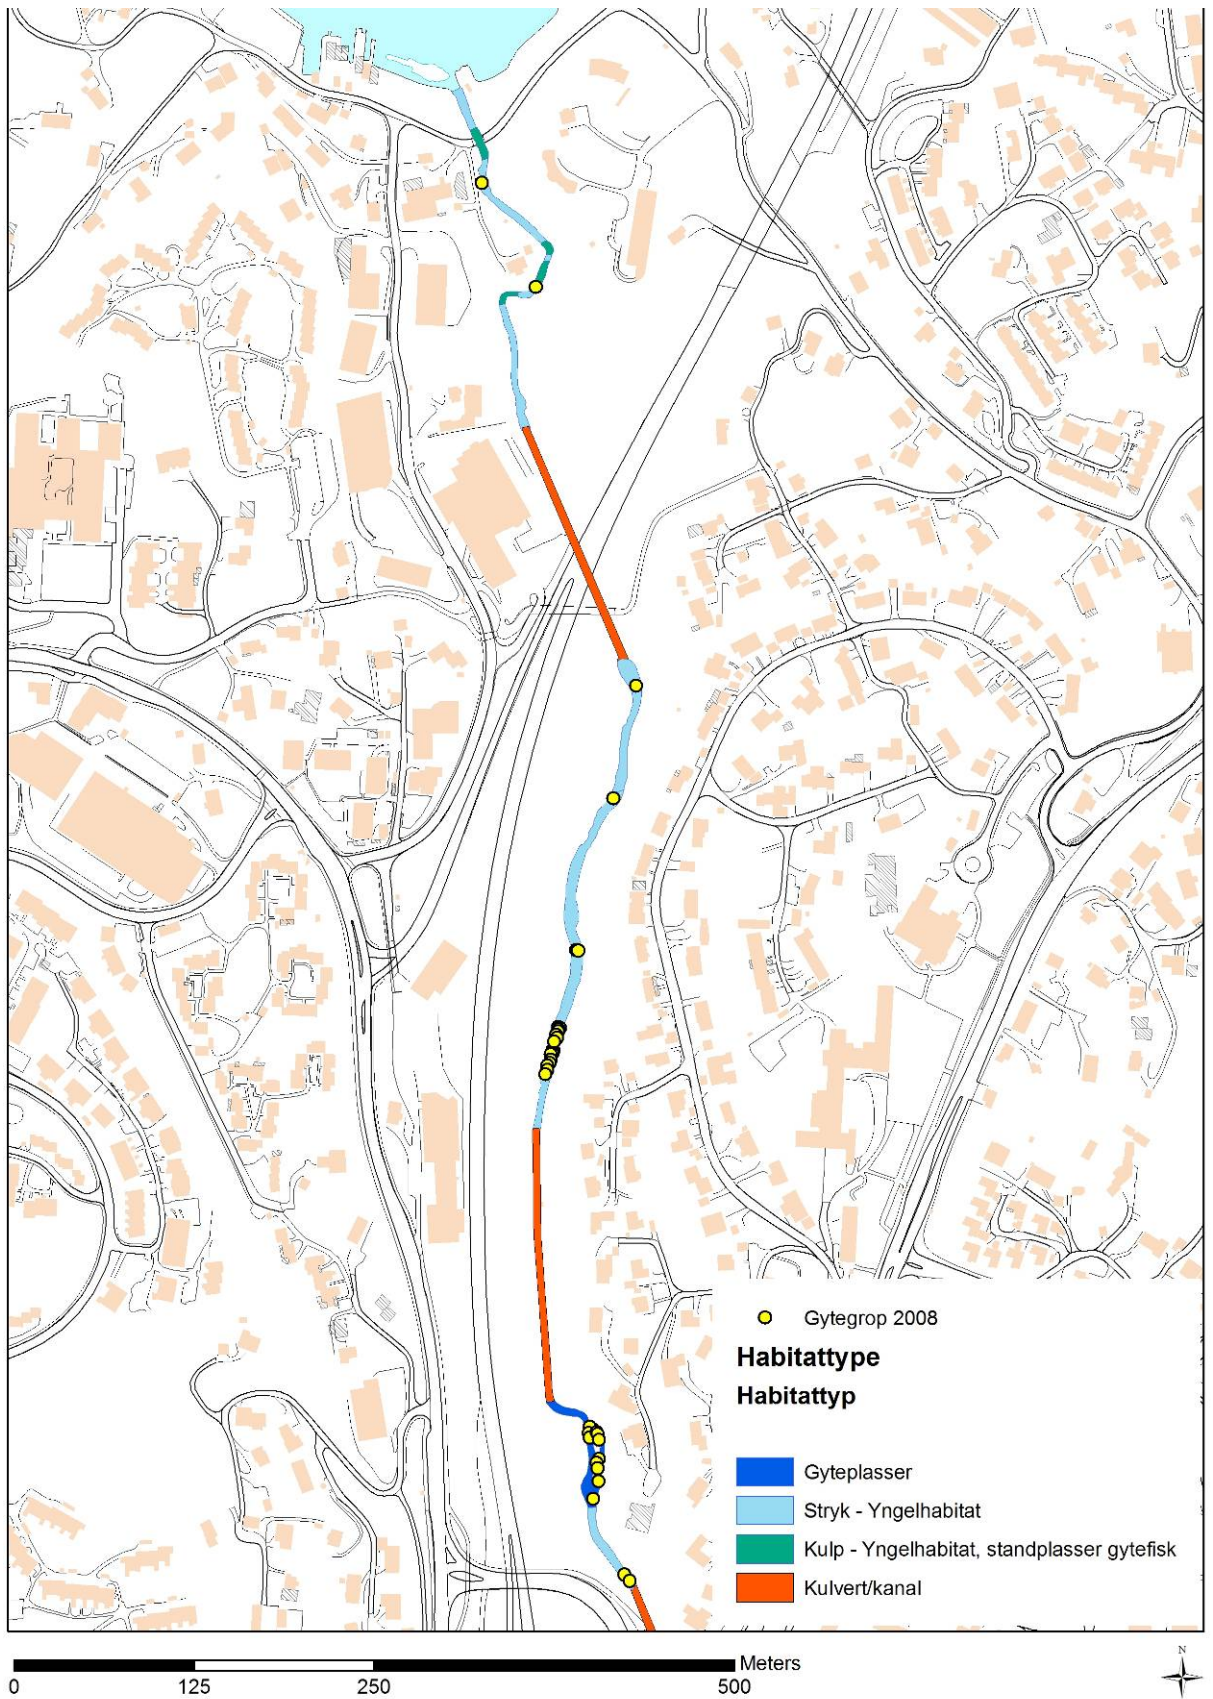 Gytegrop 2008
Habitattype
Habitattyp
Gyteplasser
Stryk - Yngelhabitat
Kulp - Yngelhabitat, standplasser gytefisk
Kulvert/kanal
Meters
0 125 250 500
N